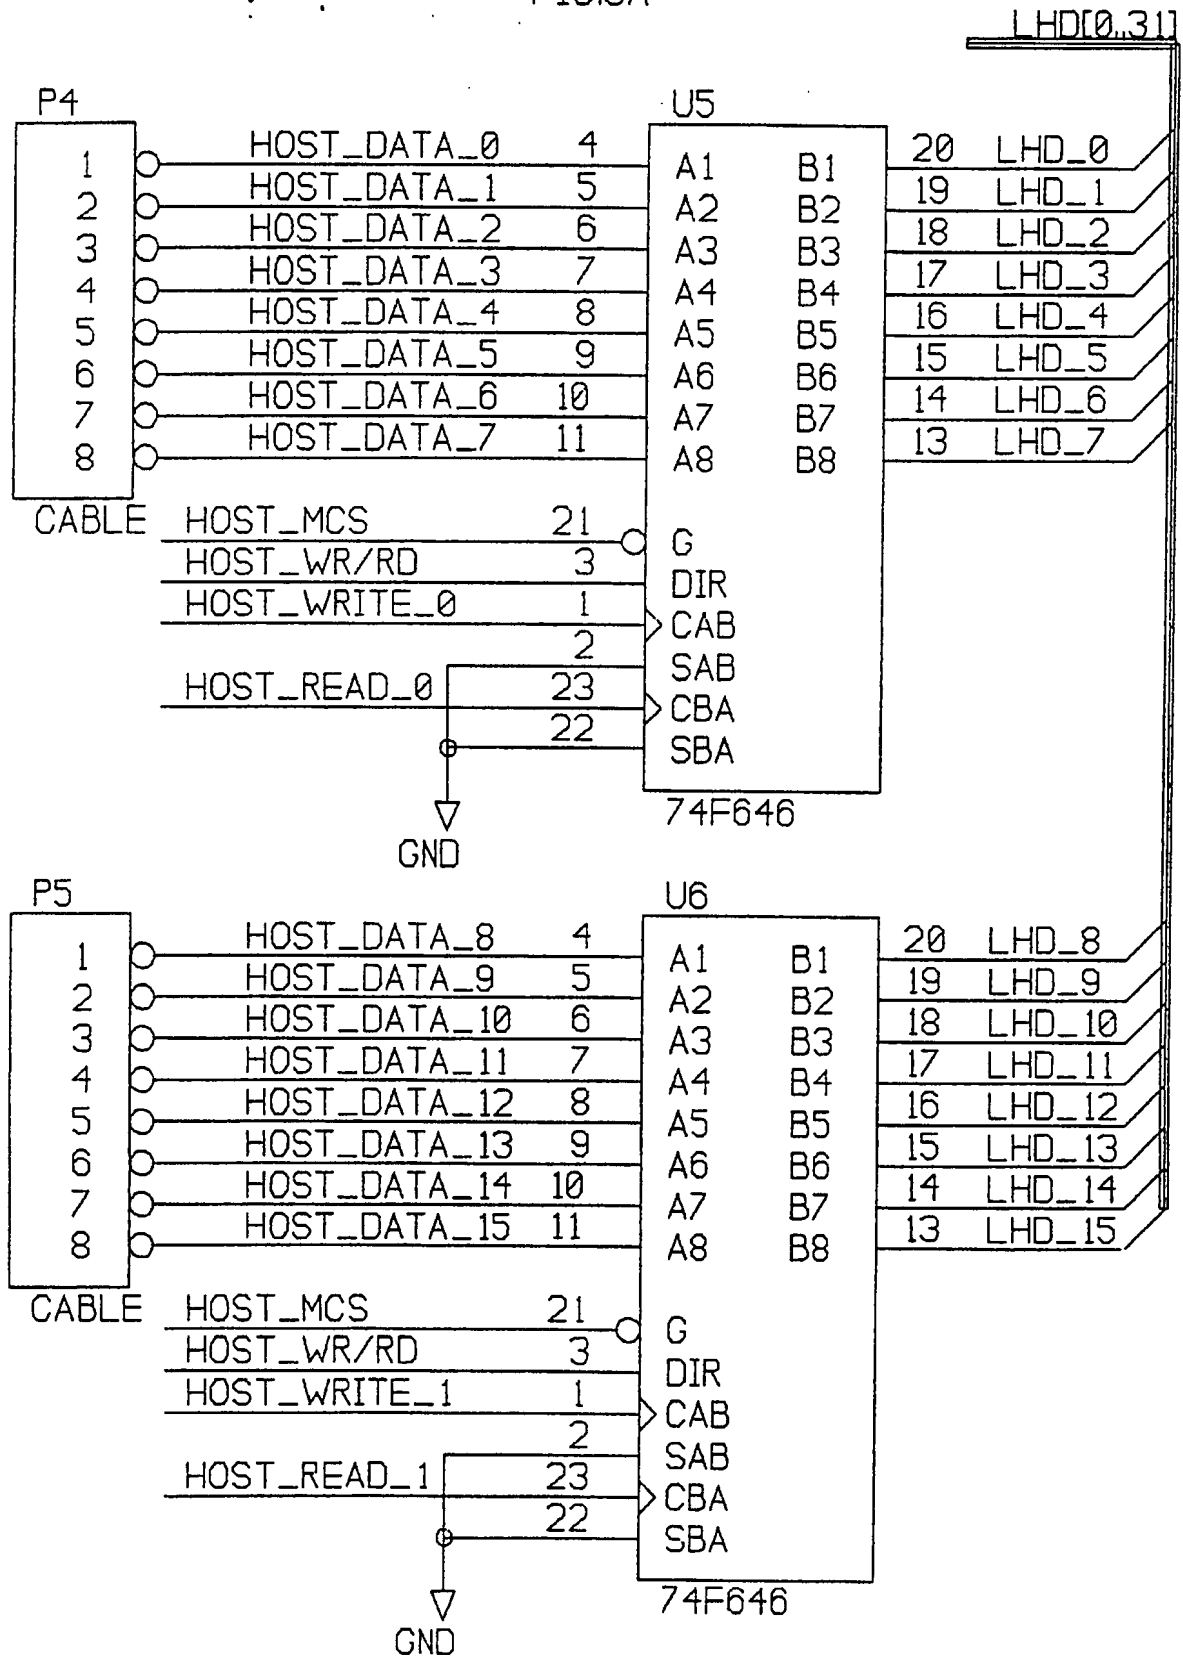 LHD[0..31]
P4 U5
1 HOST_DATA_0 4 A1 B1 20 LHD_0
2 HOST_DATA_1 5 A2 B2 19 LHD_1
3 HOST_DATA_2 6 A3 B3 18 LHD_2
4 HOST_DATA_3 7 A4 B4 17 LHD_3
5 HOST_DATA_4 8 A5 B5 16 LHD_4
6 HOST_DATA_5 9 A6 B6 15 LHD_5
7 HOST_DATA_6 10 A7 B7 14 LHD_6
8 HOST_DATA_7 11 A8 B8 13 LHD_7
CABLE HOST_MCS 21 G
HOST_WR/RD 3 DIR
HOST_WRITE_0 1 CAB
2 SAB
HOST_READ_0 23 CBA
22 SBA
74F646
GND
P5 U6
1 HOST_DATA_8 4 A1 B1 20 LHD_8
2 HOST_DATA_9 5 A2 B2 19 LHD_9
3 HOST_DATA_10 6 A3 B3 18 LHD_10
4 HOST_DATA_11 7 A4 B4 17 LHD_11
5 HOST_DATA_12 8 A5 B5 16 LHD_12
6 HOST_DATA_13 9 A6 B6 15 LHD_13
7 HOST_DATA_14 10 A7 B7 14 LHD_14
8 HOST_DATA_15 11 A8 B8 13 LHD_15
CABLE HOST_MCS 21 G
HOST_WR/RD 3 DIR
HOST_WRITE_1 1 CAB
2 SAB
HOST_READ_1 23 CBA
22 SBA
74F646
GND